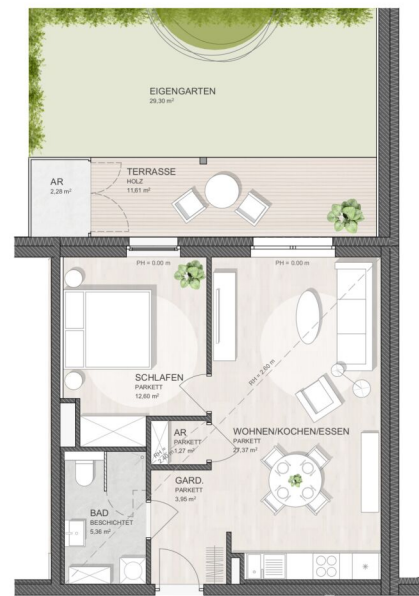 EIGENGARTEN
29,30 m²
TERRASSE
HOLZ
11,61 m²
AR
2,28 m²
PH = 0.00 m
PH = 0.00 m
RH = 2.60 m
SCHLAFEN
PARKETT
12,60 m²
AR
PARKETT
1,27 m²
WOHNEN/KOCHEN/ESSEN
PARKETT
27,37 m²
GARD.
PARKETT
3,95 m²
BAD
BESCHICHTET
5,36 m²